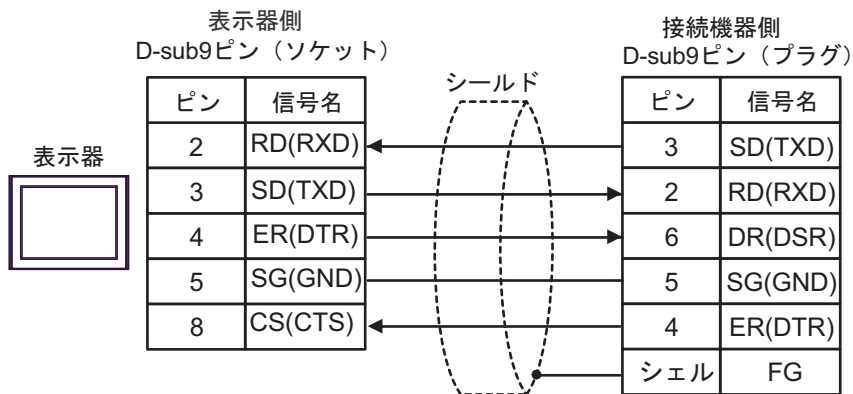 表示器側
D-sub9ピン（ソケット）
接続機器側
D-sub9ピン（プラグ）
シールド
表示器
ピン 信号名
2 RD(RXD)
3 SD(TXD)
4 ER(DTR)
5 SG(GND)
8 CS(CTS)
ピン 信号名
3 SD(TXD)
2 RD(RXD)
6 DR(DSR)
5 SG(GND)
4 ER(DTR)
シェル FG